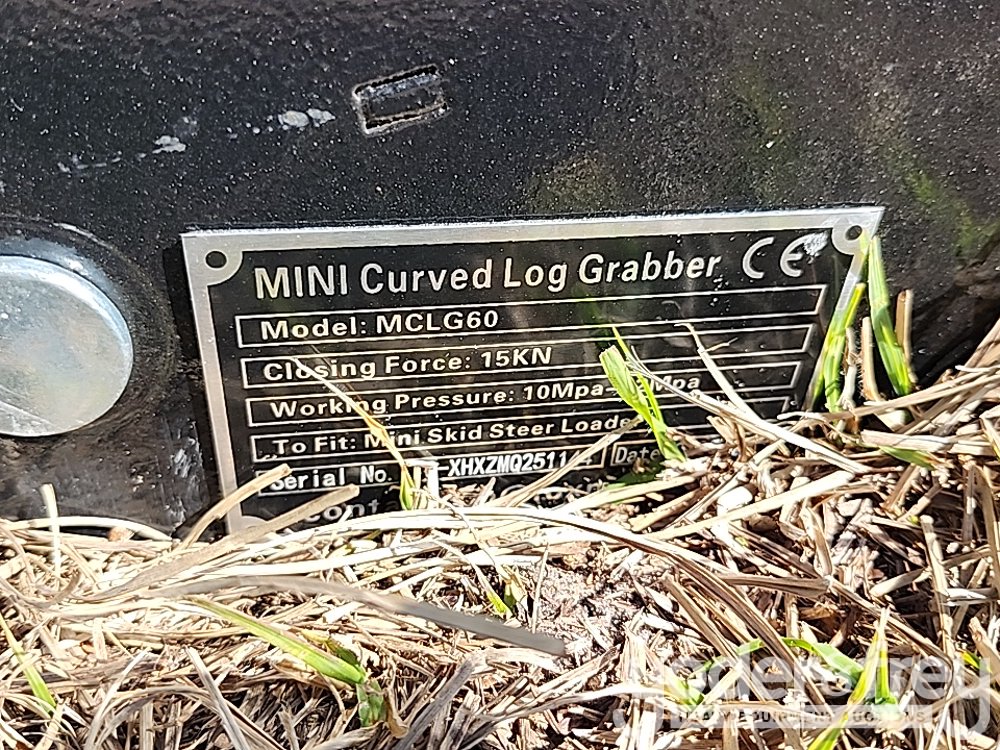 MINI Curved Log Grabber CE
Model: MCLG60
Closing Force: 15KN
Working Pressure: 10Mpa
To Fit: Mini Skid Steer Loader
Serial No. XHXZMQ2511 Date